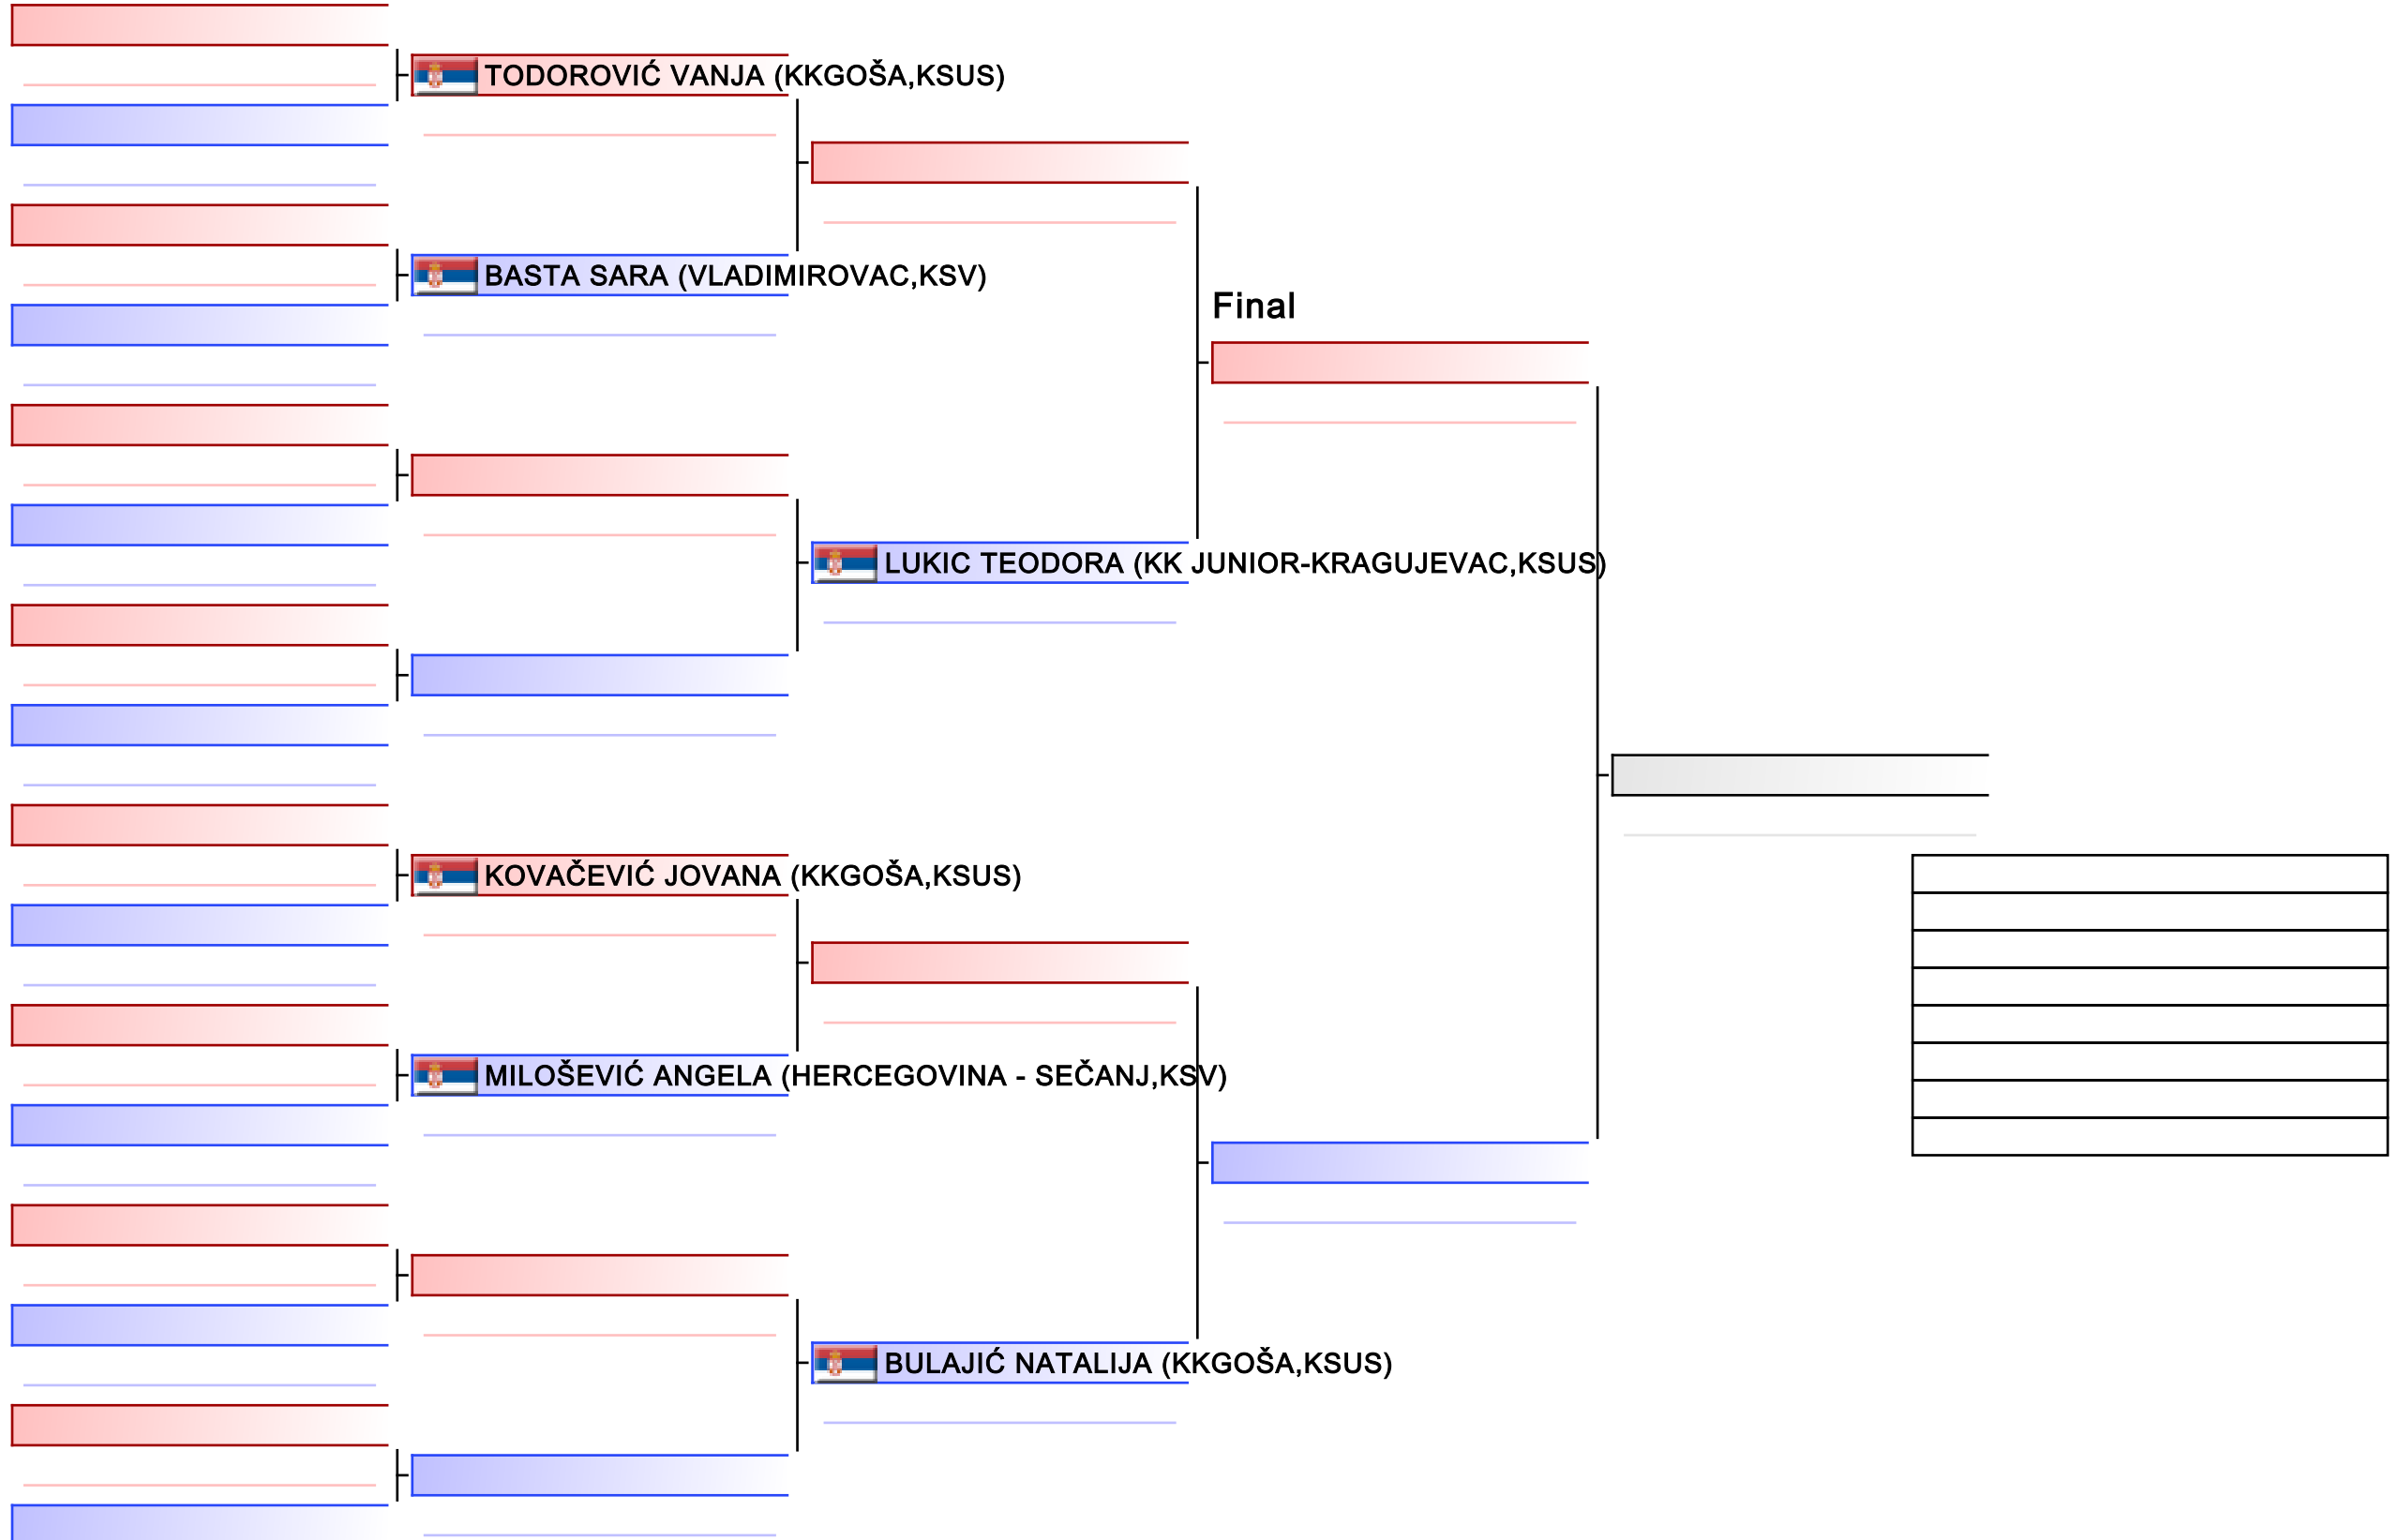 TODOROVIĆ VANJA (KKGOŠA,KSUS)
BASTA SARA (VLADIMIROVAC,KSV)
Final
LUKIC TEODORA (KK JUNIOR-KRAGUJEVAC,KSUS)
KOVAČEVIĆ JOVANA (KKGOŠA,KSUS)
MILOŠEVIĆ ANGELA (HERCEGOVINA - SEČANJ,KSV)
BULAJIĆ NATALIJA (KKGOŠA,KSUS)